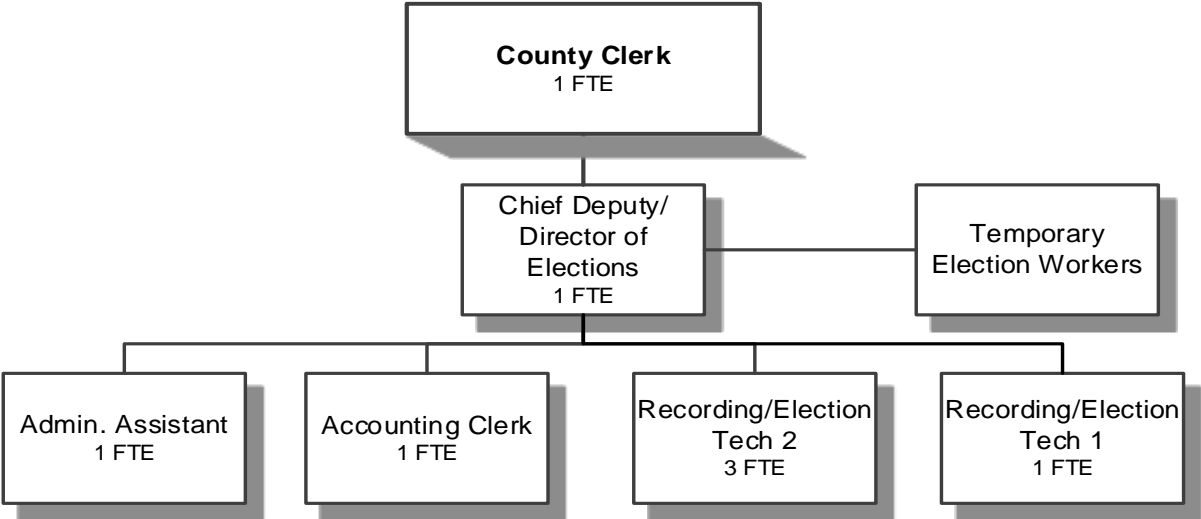 County Clerk
1 FTE
Chief Deputy/
Director of
Elections
1 FTE
Temporary
Election Workers
Admin. Assistant
1 FTE
Accounting Clerk
1 FTE
Recording/Election
Tech 2
3 FTE
Recording/Election
Tech 1
1 FTE